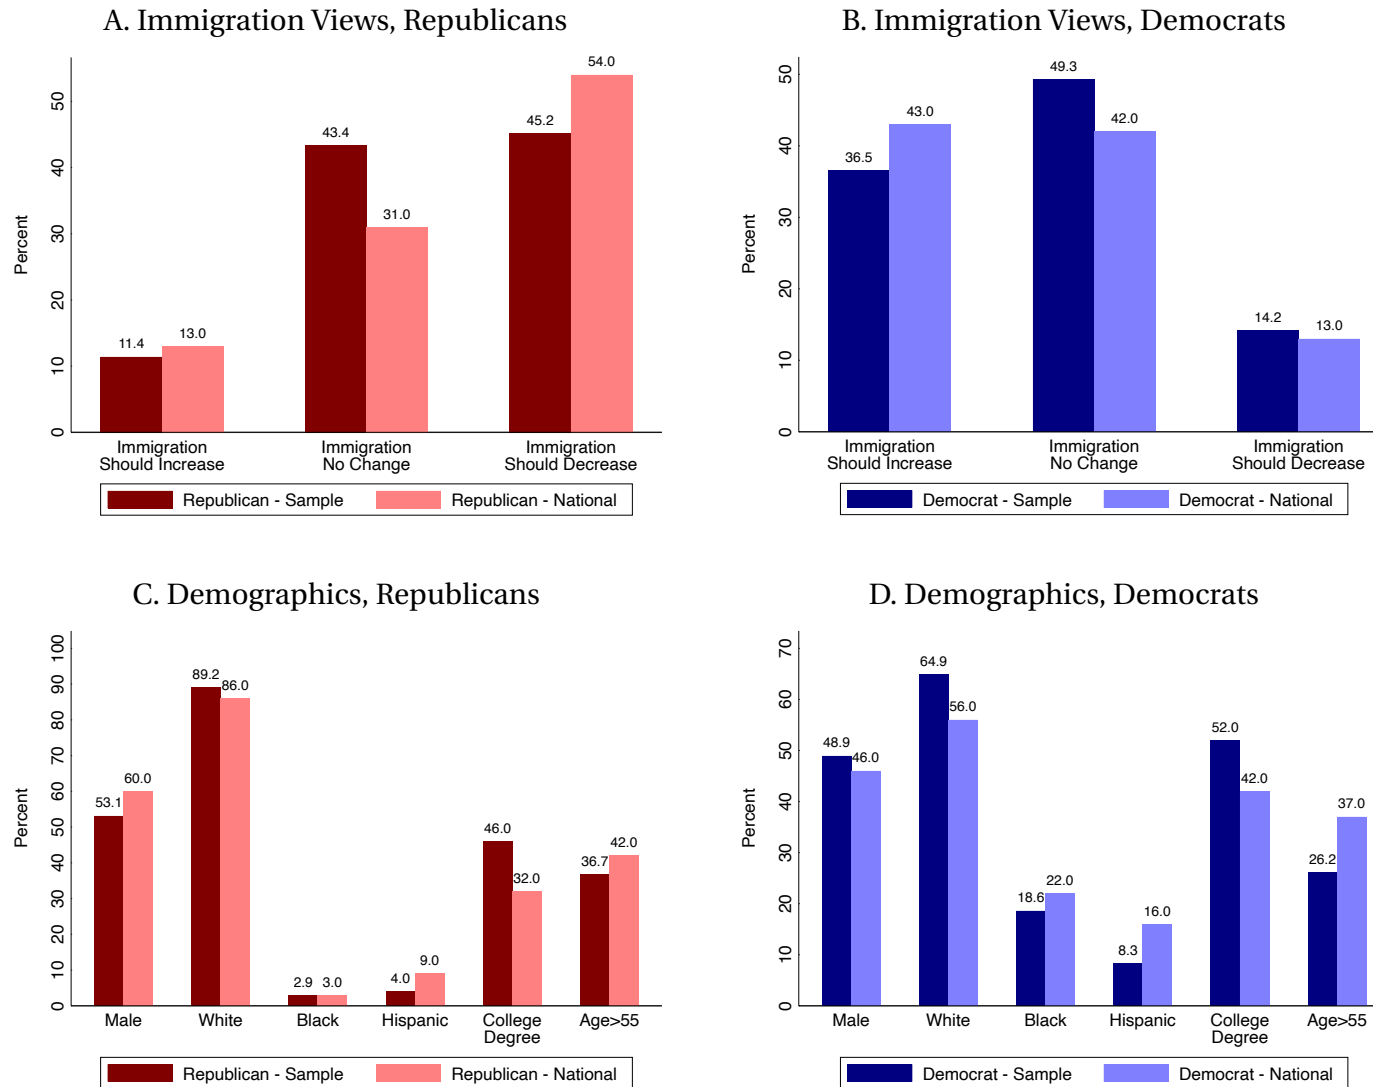 A. Immigration Views, Republicans
Percent
0
10
20
30
40
50
11.4
13.0
43.4
31.0
45.2
54.0
Immigration
Should Increase
Immigration
No Change
Immigration
Should Decrease
Republican - Sample
Republican - National
B. Immigration Views, Democrats
Percent
0
10
20
30
40
50
36.5
43.0
49.3
42.0
14.2
13.0
Immigration
Should Increase
Immigration
No Change
Immigration
Should Decrease
Democrat - Sample
Democrat - National
C. Demographics, Republicans
Percent
0
10
20
30
40
50
60
70
80
90
100
53.1
60.0
89.2
86.0
2.9
3.0
4.0
9.0
46.0
32.0
36.7
42.0
Male
White
Black
Hispanic
College
Degree
Age>55
Republican - Sample
Republican - National
D. Demographics, Democrats
Percent
0
10
20
30
40
50
60
70
48.9
46.0
64.9
56.0
18.6
22.0
8.3
16.0
52.0
42.0
26.2
37.0
Male
White
Black
Hispanic
College
Degree
Age>55
Democrat - Sample
Democrat - National